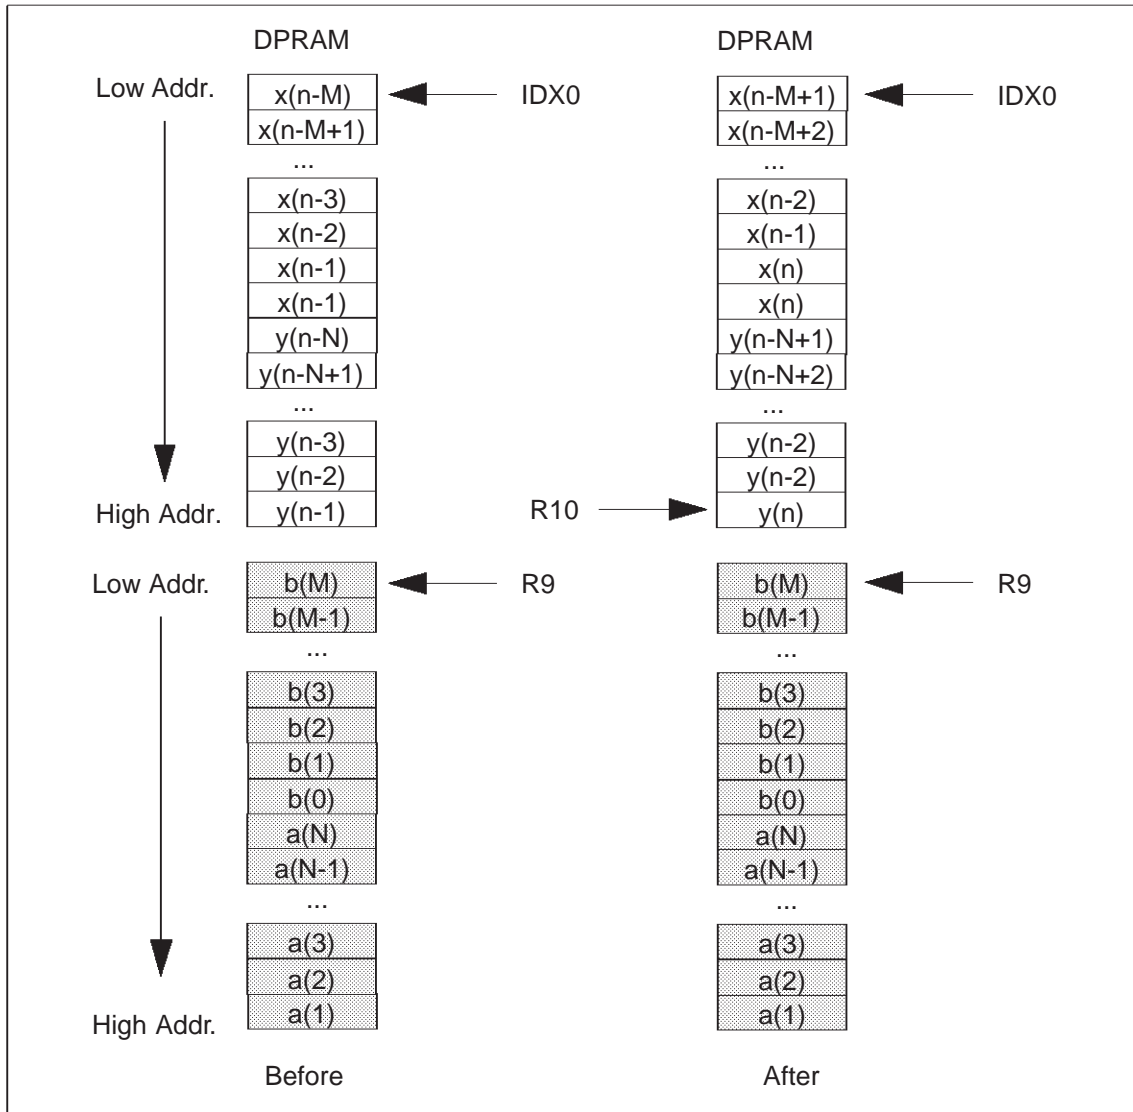 DPRAM DPRAM
Low Addr. x(n-M) IDX0 x(n-M+1) IDX0
x(n-M+1) x(n-M+2)
... ...
x(n-3) x(n-2)
x(n-2) x(n-1)
x(n-1) x(n)
x(n-1) x(n)
y(n-N) y(n-N+1)
y(n-N+1) y(n-N+2)
... ...
y(n-3) y(n-2)
y(n-2) y(n-2)
High Addr. y(n-1) R10 y(n)
Low Addr. b(M) R9 b(M) R9
b(M-1) b(M-1)
... ...
b(3) b(3)
b(2) b(2)
b(1) b(1)
b(0) b(0)
a(N) a(N)
a(N-1) a(N-1)
... ...
a(3) a(3)
a(2) a(2)
High Addr. a(1) a(1)
Before After